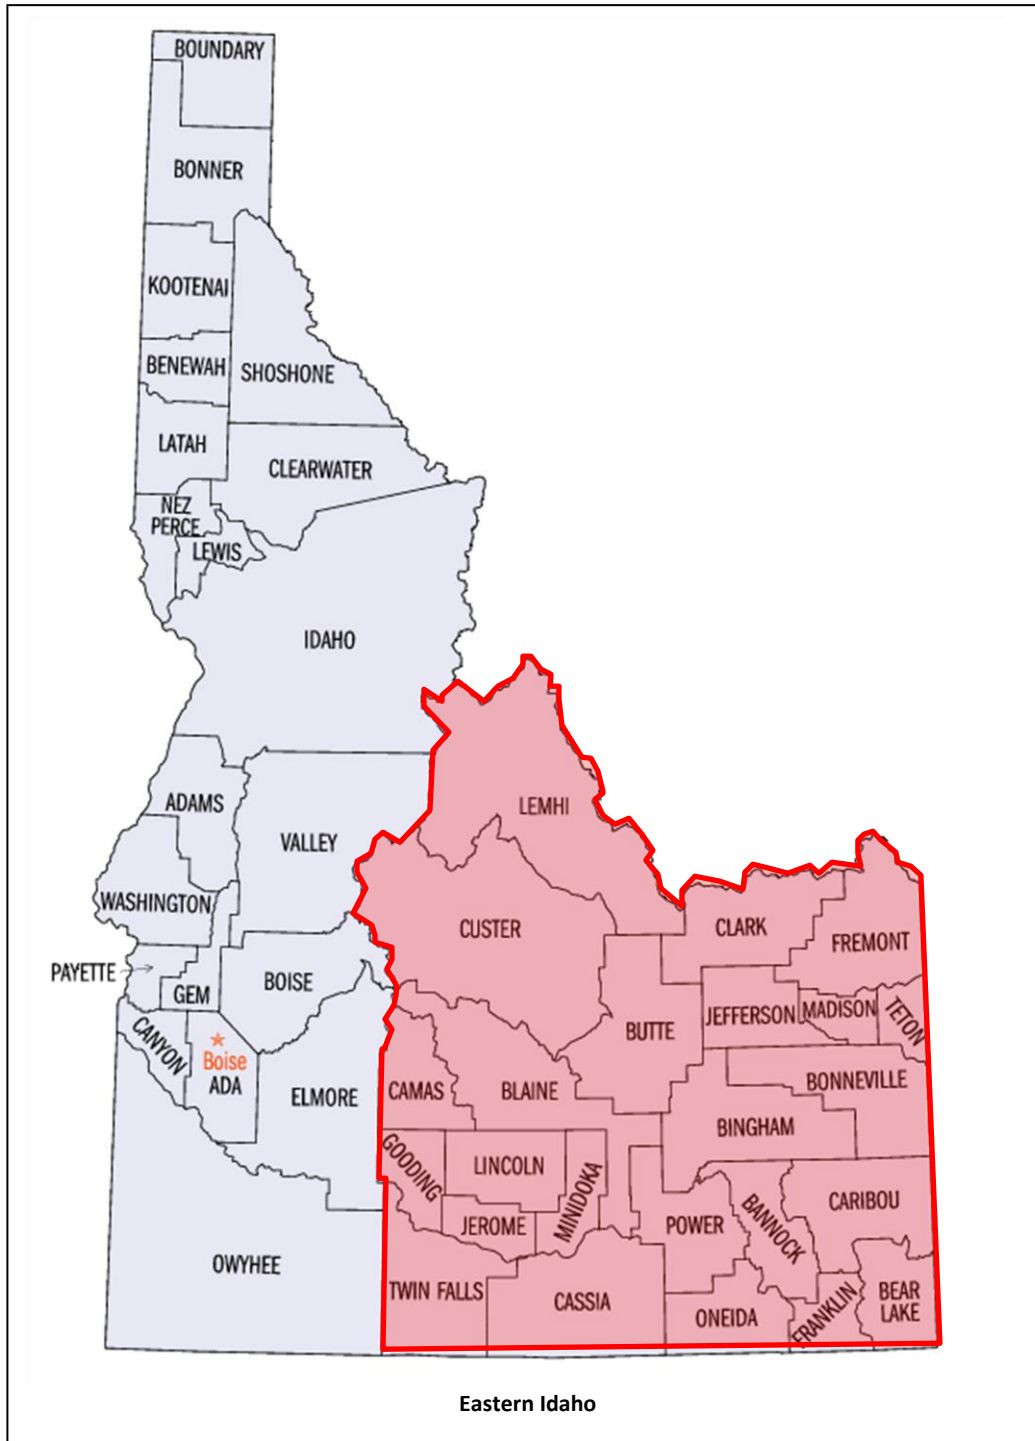 BOUNDARY
BONNER
KOOTENAI
BENEWAH
SHOSHONE
LATAH
CLEARWATER
NEZ
PERCE
LEWIS
IDAHO
ADAMS
LEMHI
VALLEY
WASHINGTON
CUSTER
CLARK
FREMONT
PAYETTE
BOISE
GEM
CANYON
BUTTE
JEFFERSON
MADISON
TETON
*
Boise
ADA
ELMORE
CAMAS
BLAINE
BONNEVILLE
BINGHAM
GOODING
LINCOLN
MINIDOKA
CARIBOU
JEROME
POWER
BANNOCK
OWYHEE
TWIN FALLS
CASSIA
ONEIDA
FRANKLIN
BEAR
LAKE
Eastern Idaho